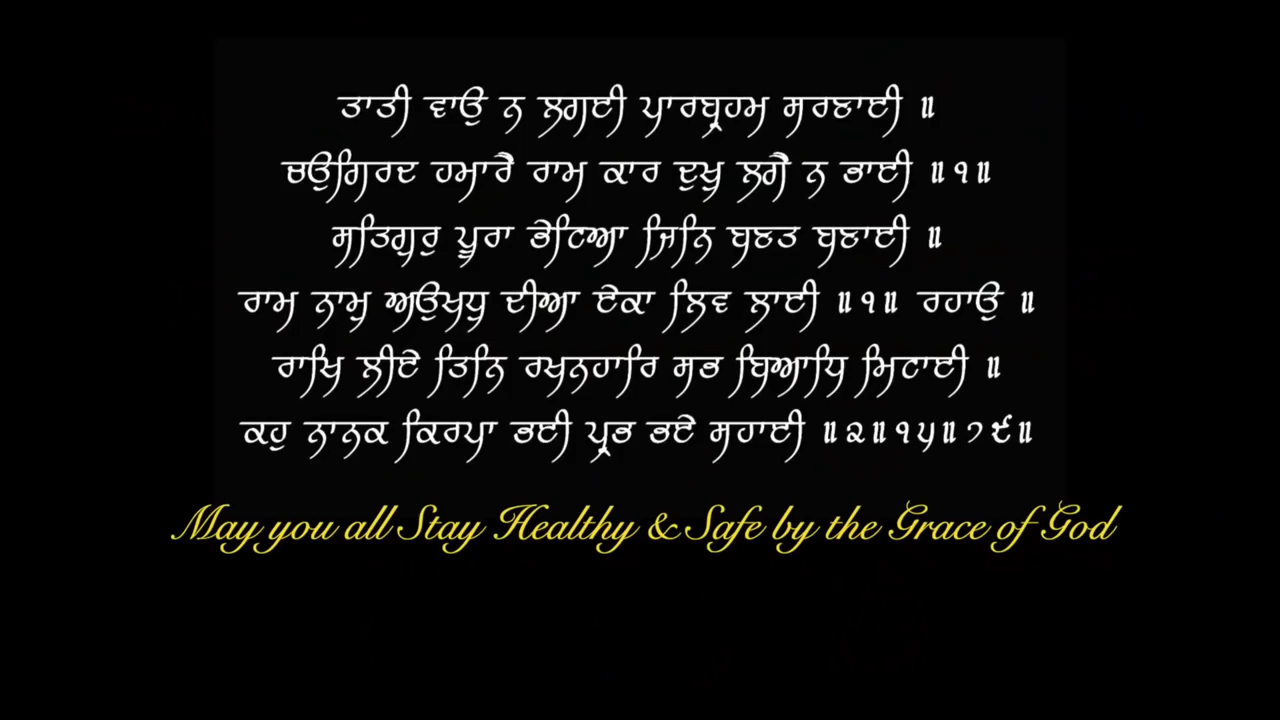 ਤਾਤੀ ਵਾਉ ਨ ਲਗਈ ਪਾਰਬ੍ਰਹਮ ਸਰਣਾਈ ॥
ਚਉਗਿਰਦ ਹਮਾਰੈ ਰਾਮ ਕਾਰ ਦੁਖੁ ਲਗੈ ਨ ਭਾਈ ॥੧॥
ਸਤਿਗੁਰੁ ਪੂਰਾ ਭੇਟਿਆ ਜਿਨਿ ਬਣਤ ਬਣਾਈ ॥
ਰਾਮ ਨਾਮੁ ਅਉਖਧੁ ਦੀਆ ਏਕਾ ਲਿਵ ਲਾਈ ॥੧॥ ਰਹਾਉ ॥
ਰਾਖਿ ਲੀਏ ਤਿਨਿ ਰਖਨਹਾਰਿ ਸਭ ਬਿਆਧਿ ਮਿਟਾਈ ॥
ਕਹੁ ਨਾਨਕ ਕਿਰਪਾ ਭਈ ਪ੍ਰਭ ਭਏ ਸਹਾਈ ॥੨॥੧੫॥੭੯॥
May you all Stay Healthy & Safe by the Grace of God